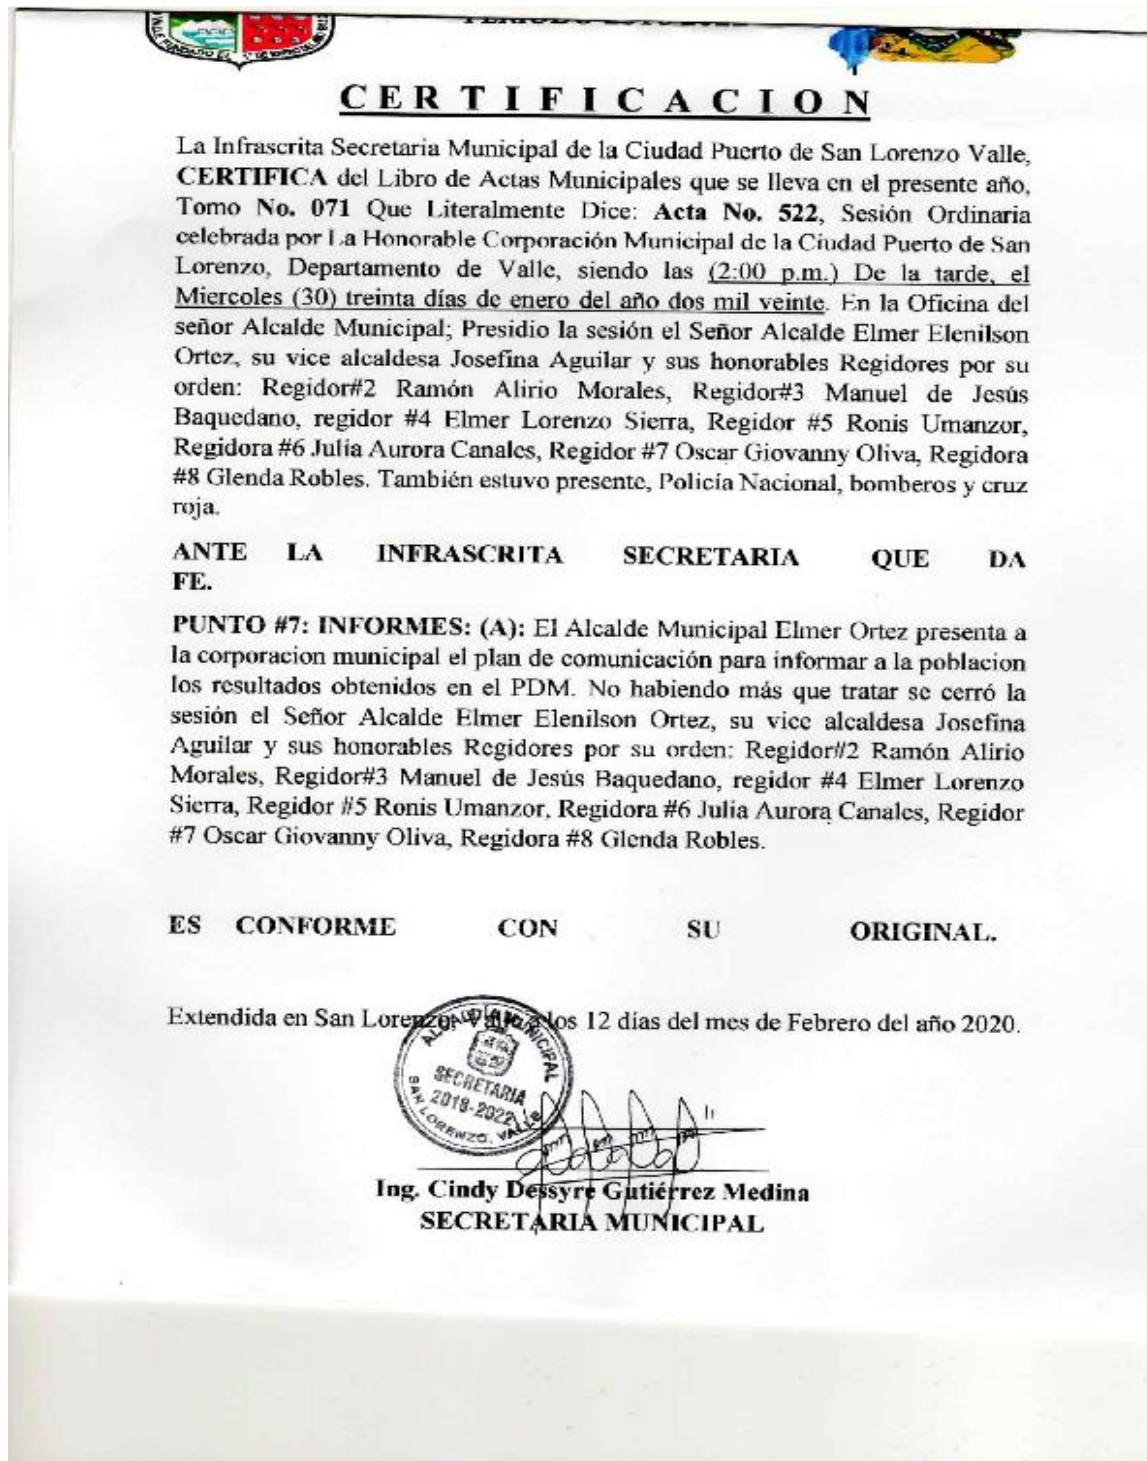 CERTIFICACION
La Infrascrita Secretaria Municipal de la Ciudad Puerto de San Lorenzo Valle,
CERTIFICA del Libro de Actas Municipales que se lleva en el presente año,
Tomo No. 071 Que Literalmente Dice: Acta No. 522, Sesión Ordinaria
celebrada por La Honorable Corporación Municipal de la Ciudad Puerto de San
Lorenzo, Departamento de Valle, siendo las (2:00 p.m.) De la tarde, el
Miercoles (30) treinta días de enero del año dos mil veinte. En la Oficina del
señor Alcalde Municipal; Presidio la sesión el Señor Alcalde Elmer Elenilson
Ortez, su vice alcaldesa Josefina Aguilar y sus honorables Regidores por su
orden: Regidor#2 Ramón Alirio Morales, Regidor#3 Manuel de Jesús
Baquedano, regidor #4 Elmer Lorenzo Sierra, Regidor #5 Ronis Umanzor,
Regidora #6 Julia Aurora Canales, Regidor #7 Oscar Giovanny Oliva, Regidora
#8 Glenda Robles. También estuvo presente, Policía Nacional, bomberos y cruz
roja.
ANTE LA INFRASCRITA SECRETARIA QUE DA
FE.
PUNTO #7: INFORMES: (A): El Alcalde Municipal Elmer Ortez presenta a
la corporacion municipal el plan de comunicación para informar a la poblacion
los resultados obtenidos en el PDM. No habiendo más que tratar se cerró la
sesión el Señor Alcalde Elmer Elenilson Ortez, su vice alcaldesa Josefina
Aguilar y sus honorables Regidores por su orden: Regidor#2 Ramón Alirio
Morales, Regidor#3 Manuel de Jesús Baquedano, regidor #4 Elmer Lorenzo
Sierra, Regidor #5 Ronis Umanzor, Regidora #6 Julia Aurora Canales, Regidor
#7 Oscar Giovanny Oliva, Regidora #8 Glenda Robles.
ES CONFORME CON SU ORIGINAL.
Extendida en San Lorenzo, Valle a los 12 días del mes de Febrero del año 2020.
ALCALDIA MUNICIPAL
SECRETARIA
2018-2022
SAN LORENZO, VALLE
Ing. Cindy Dessyre Gutiérrez Medina
SECRETARIA MUNICIPAL